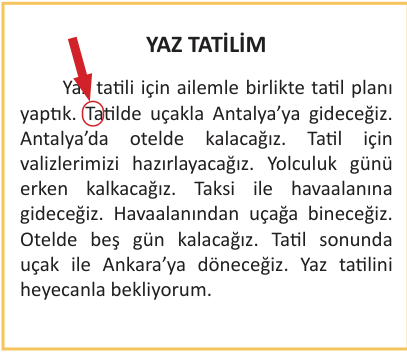 YAZ TATİLİM
Yaz tatili için ailemle birlikte tatil planı
yaptık. Tatilde uçakla Antalya’ya gideceğiz.
Antalya’da otelde kalacağız. Tatil için
valizlerimizi hazırlayacağız. Yolculuk günü
erken kalkacağız. Taksi ile havaalanına
gideceğiz. Havaalanından uçağa bineceğiz.
Otelde beş gün kalacağız. Tatil sonunda
uçak ile Ankara’ya döneceğiz. Yaz tatilini
heyecanla bekliyorum.